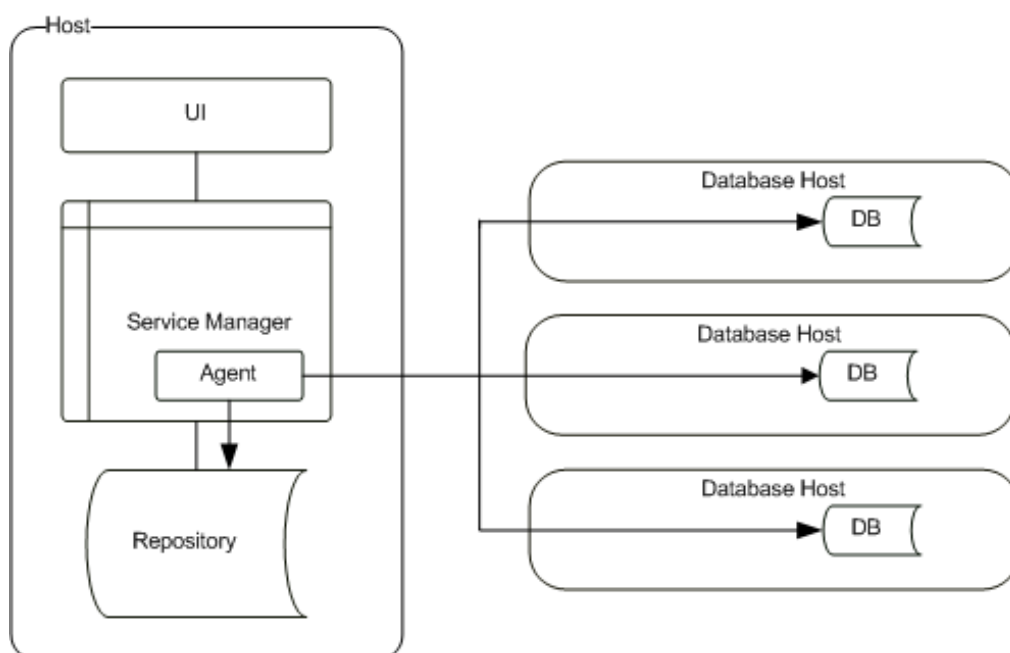 Host
UI
Service Manager
Agent
Repository
Database Host
DB
Database Host
DB
Database Host
DB